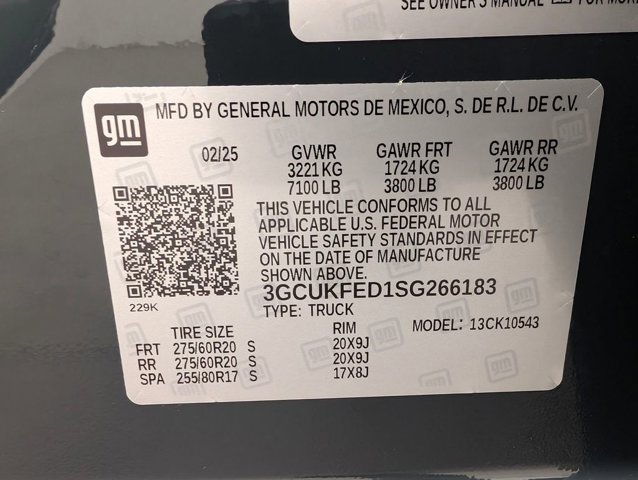 SEE OWNER'S MANUAL FOR MORE
gm
MFD BY GENERAL MOTORS DE MEXICO, S. DE R.L. DE C.V.
02/25 GVWR GAWR FRT GAWR RR
3221 KG 1724 KG 1724 KG
7100 LB 3800 LB 3800 LB
THIS VEHICLE CONFORMS TO ALL
APPLICABLE U.S. FEDERAL MOTOR
VEHICLE SAFETY STANDARDS IN EFFECT
ON THE DATE OF MANUFACTURE
SHOWN ABOVE.
3GCUKFED1SG266183
229K
TYPE: TRUCK MODEL: 13CK10543
TIRE SIZE RIM
FRT 275/60R20 S 20X9J
RR 275/60R20 S 20X9J
SPA 255/80R17 S 17X8J